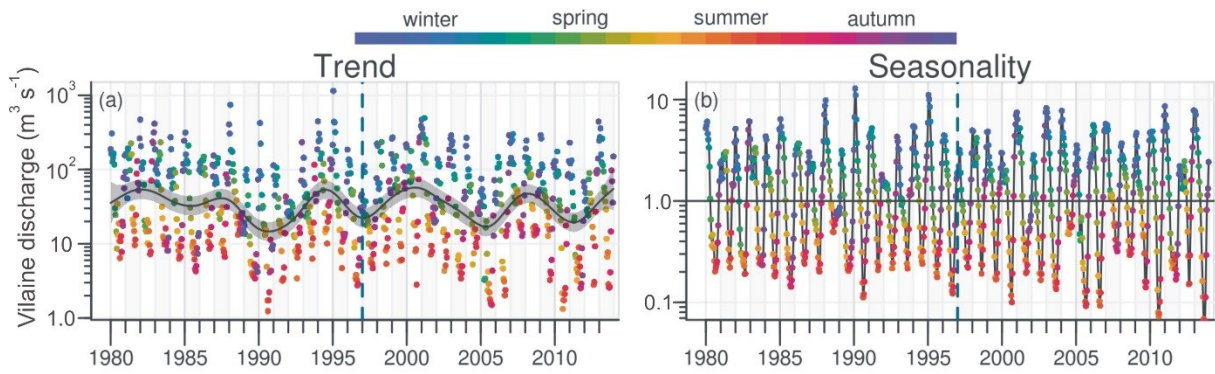 winter spring summer autumn
Trend Seasonality
Vilaine discharge (m³ s⁻¹)
(a) (b)
10³
10²
10
1.0
10
1.0
0.1
1980 1985 1990 1995 2000 2005 2010
1980 1985 1990 1995 2000 2005 2010